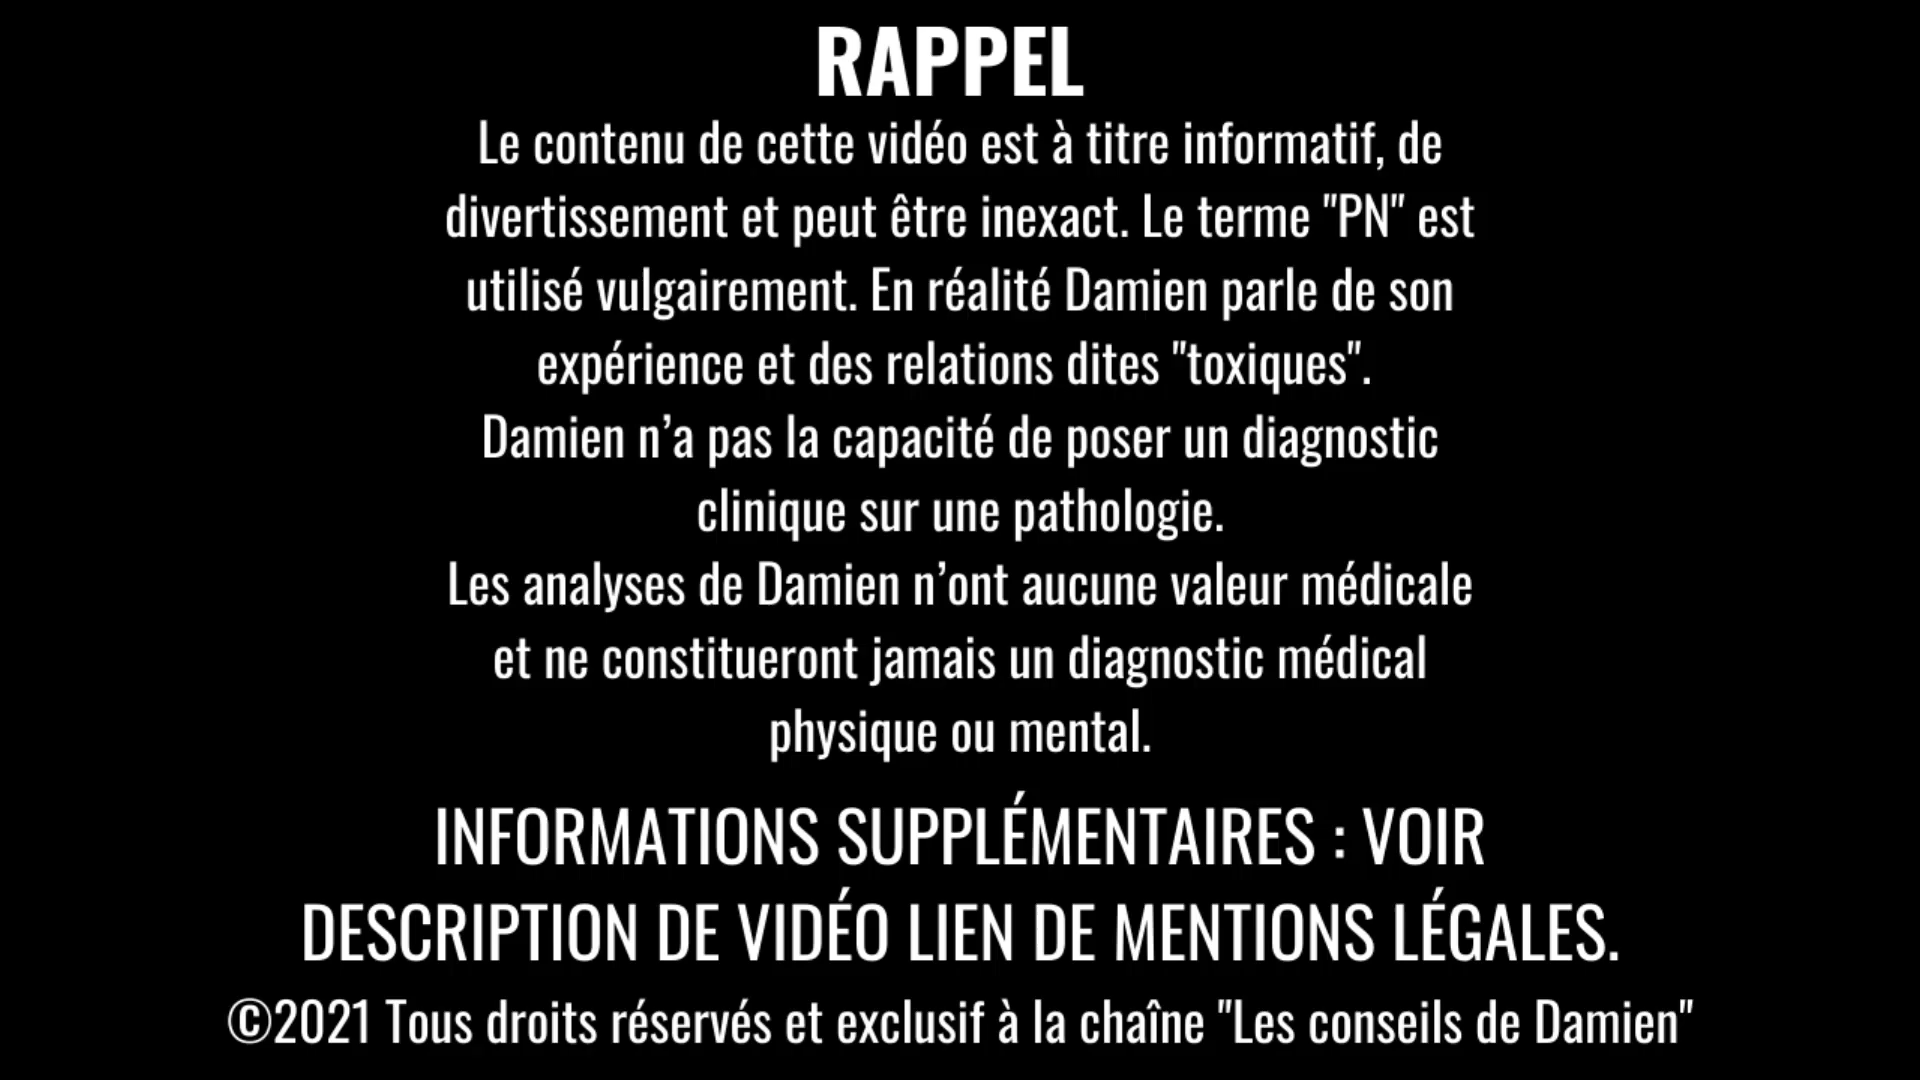 RAPPEL
Le contenu de cette vidéo est à titre informatif, de
divertissement et peut être inexact. Le terme "PN" est
utilisé vulgairement. En réalité Damien parle de son
expérience et des relations dites "toxiques".
Damien n’a pas la capacité de poser un diagnostic
clinique sur une pathologie.
Les analyses de Damien n’ont aucune valeur médicale
et ne constitueront jamais un diagnostic médical
physique ou mental.
INFORMATIONS SUPPLÉMENTAIRES : VOIR
DESCRIPTION DE VIDÉO LIEN DE MENTIONS LÉGALES.
©2021 Tous droits réservés et exclusif à la chaîne "Les conseils de Damien"